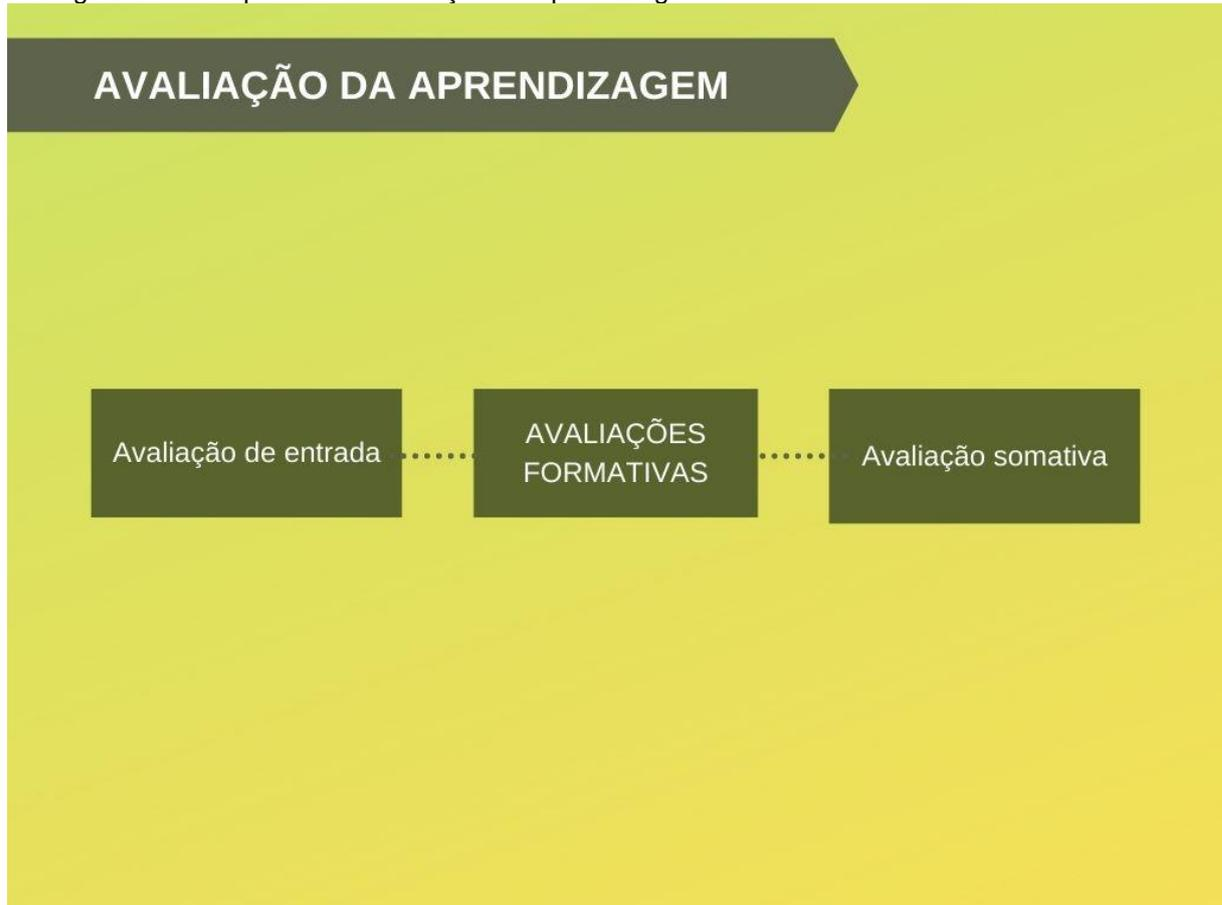 AVALIAÇÃO DA APRENDIZAGEM
Avaliação de entrada
AVALIAÇÕES
FORMATIVAS
Avaliação somativa